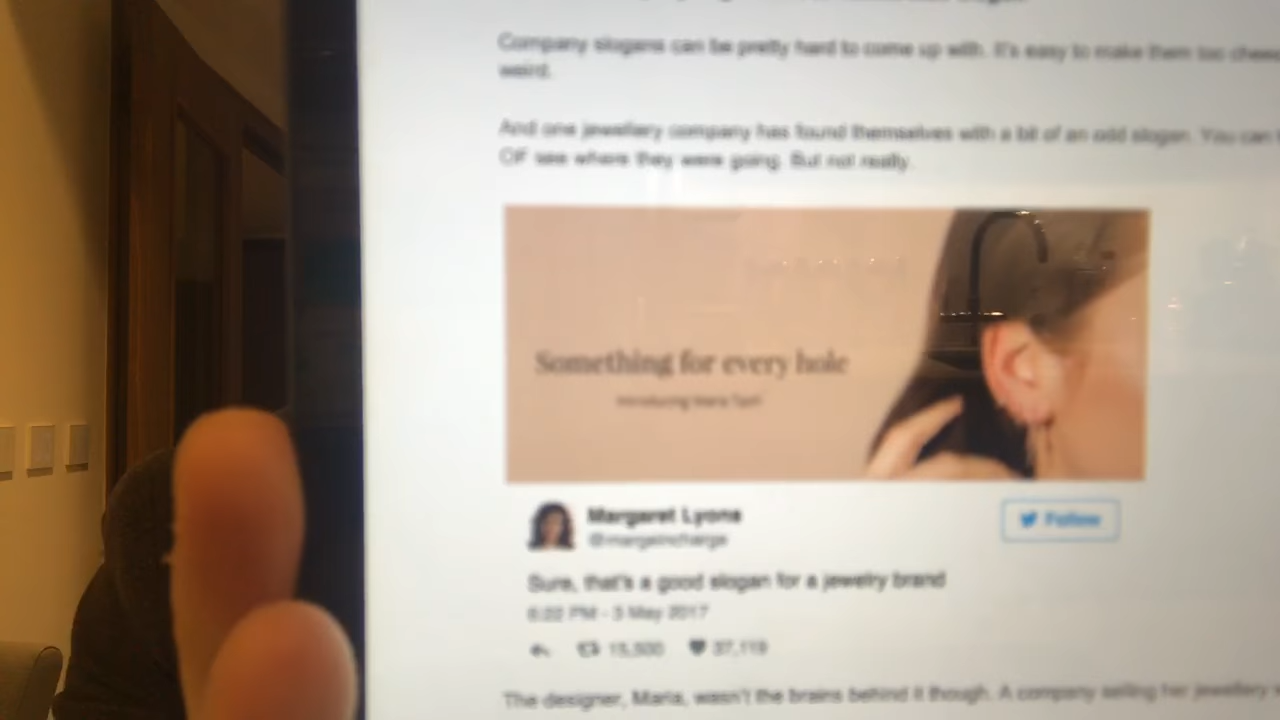 Company slogans can be pretty hard to come up with. It's easy to make them too
weird.
And one jewellery company has found themselves with a bit of an odd slogan. You can
OF see where they were going. But not really.
Something for every hole
Introducing Maria Tash
Margaret Lyons
@margeincharge
Follow
Sure, that's a good slogan for a jewelry brand
6:22 PM - 3 May 2017
15,500 37,119
The designer, Maria, wasn't the brains behind it though. A company selling her jewellery